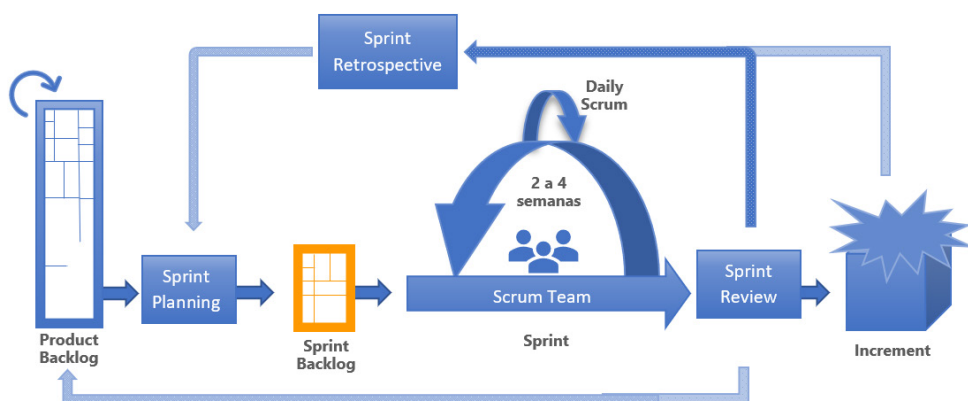 Sprint
Retrospective
Daily
Scrum
2 a 4
semanas
Sprint
Planning
Scrum Team
Sprint
Review
Product
Backlog
Sprint
Backlog
Sprint
Increment